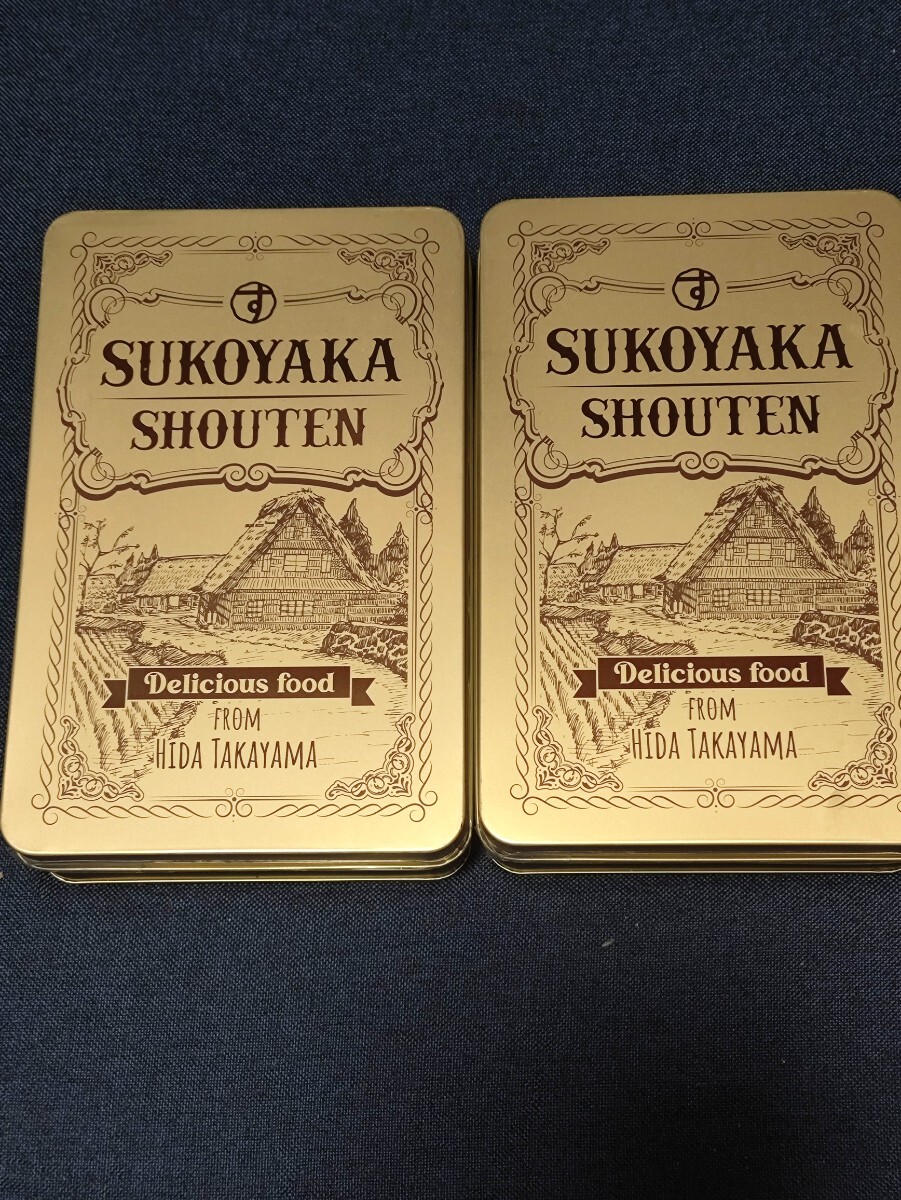 す
SUKOYAKA
SHOUTEN
Delicious food
FROM
HIDA TAKAYAMA
す
SUKOYAKA
SHOUTEN
Delicious food
FROM
HIDA TAKAYAMA